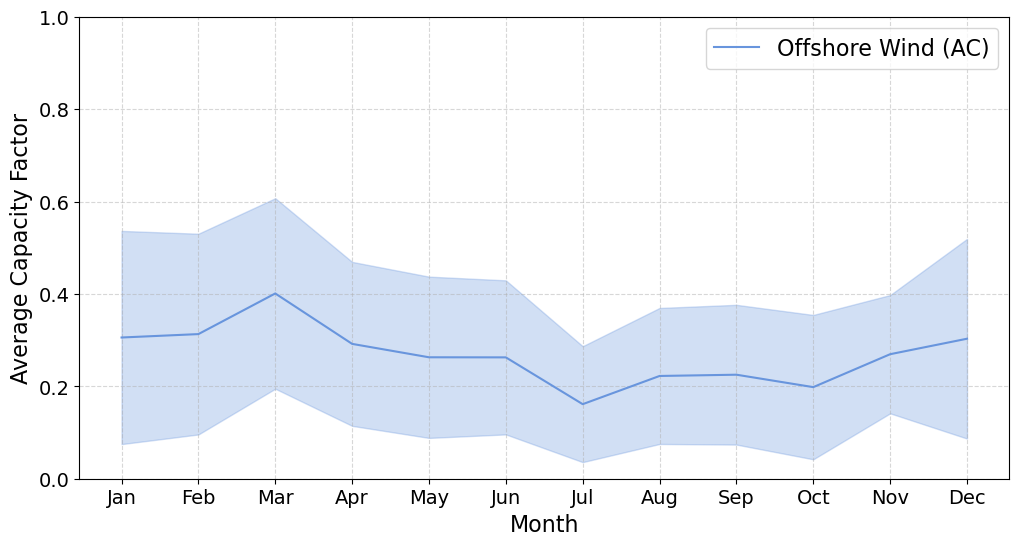 1.0
0.8
0.6
0.4
0.2
0.0
Average Capacity Factor
Offshore Wind (AC)
Jan Feb Mar Apr May Jun Jul Aug Sep Oct Nov Dec
Month